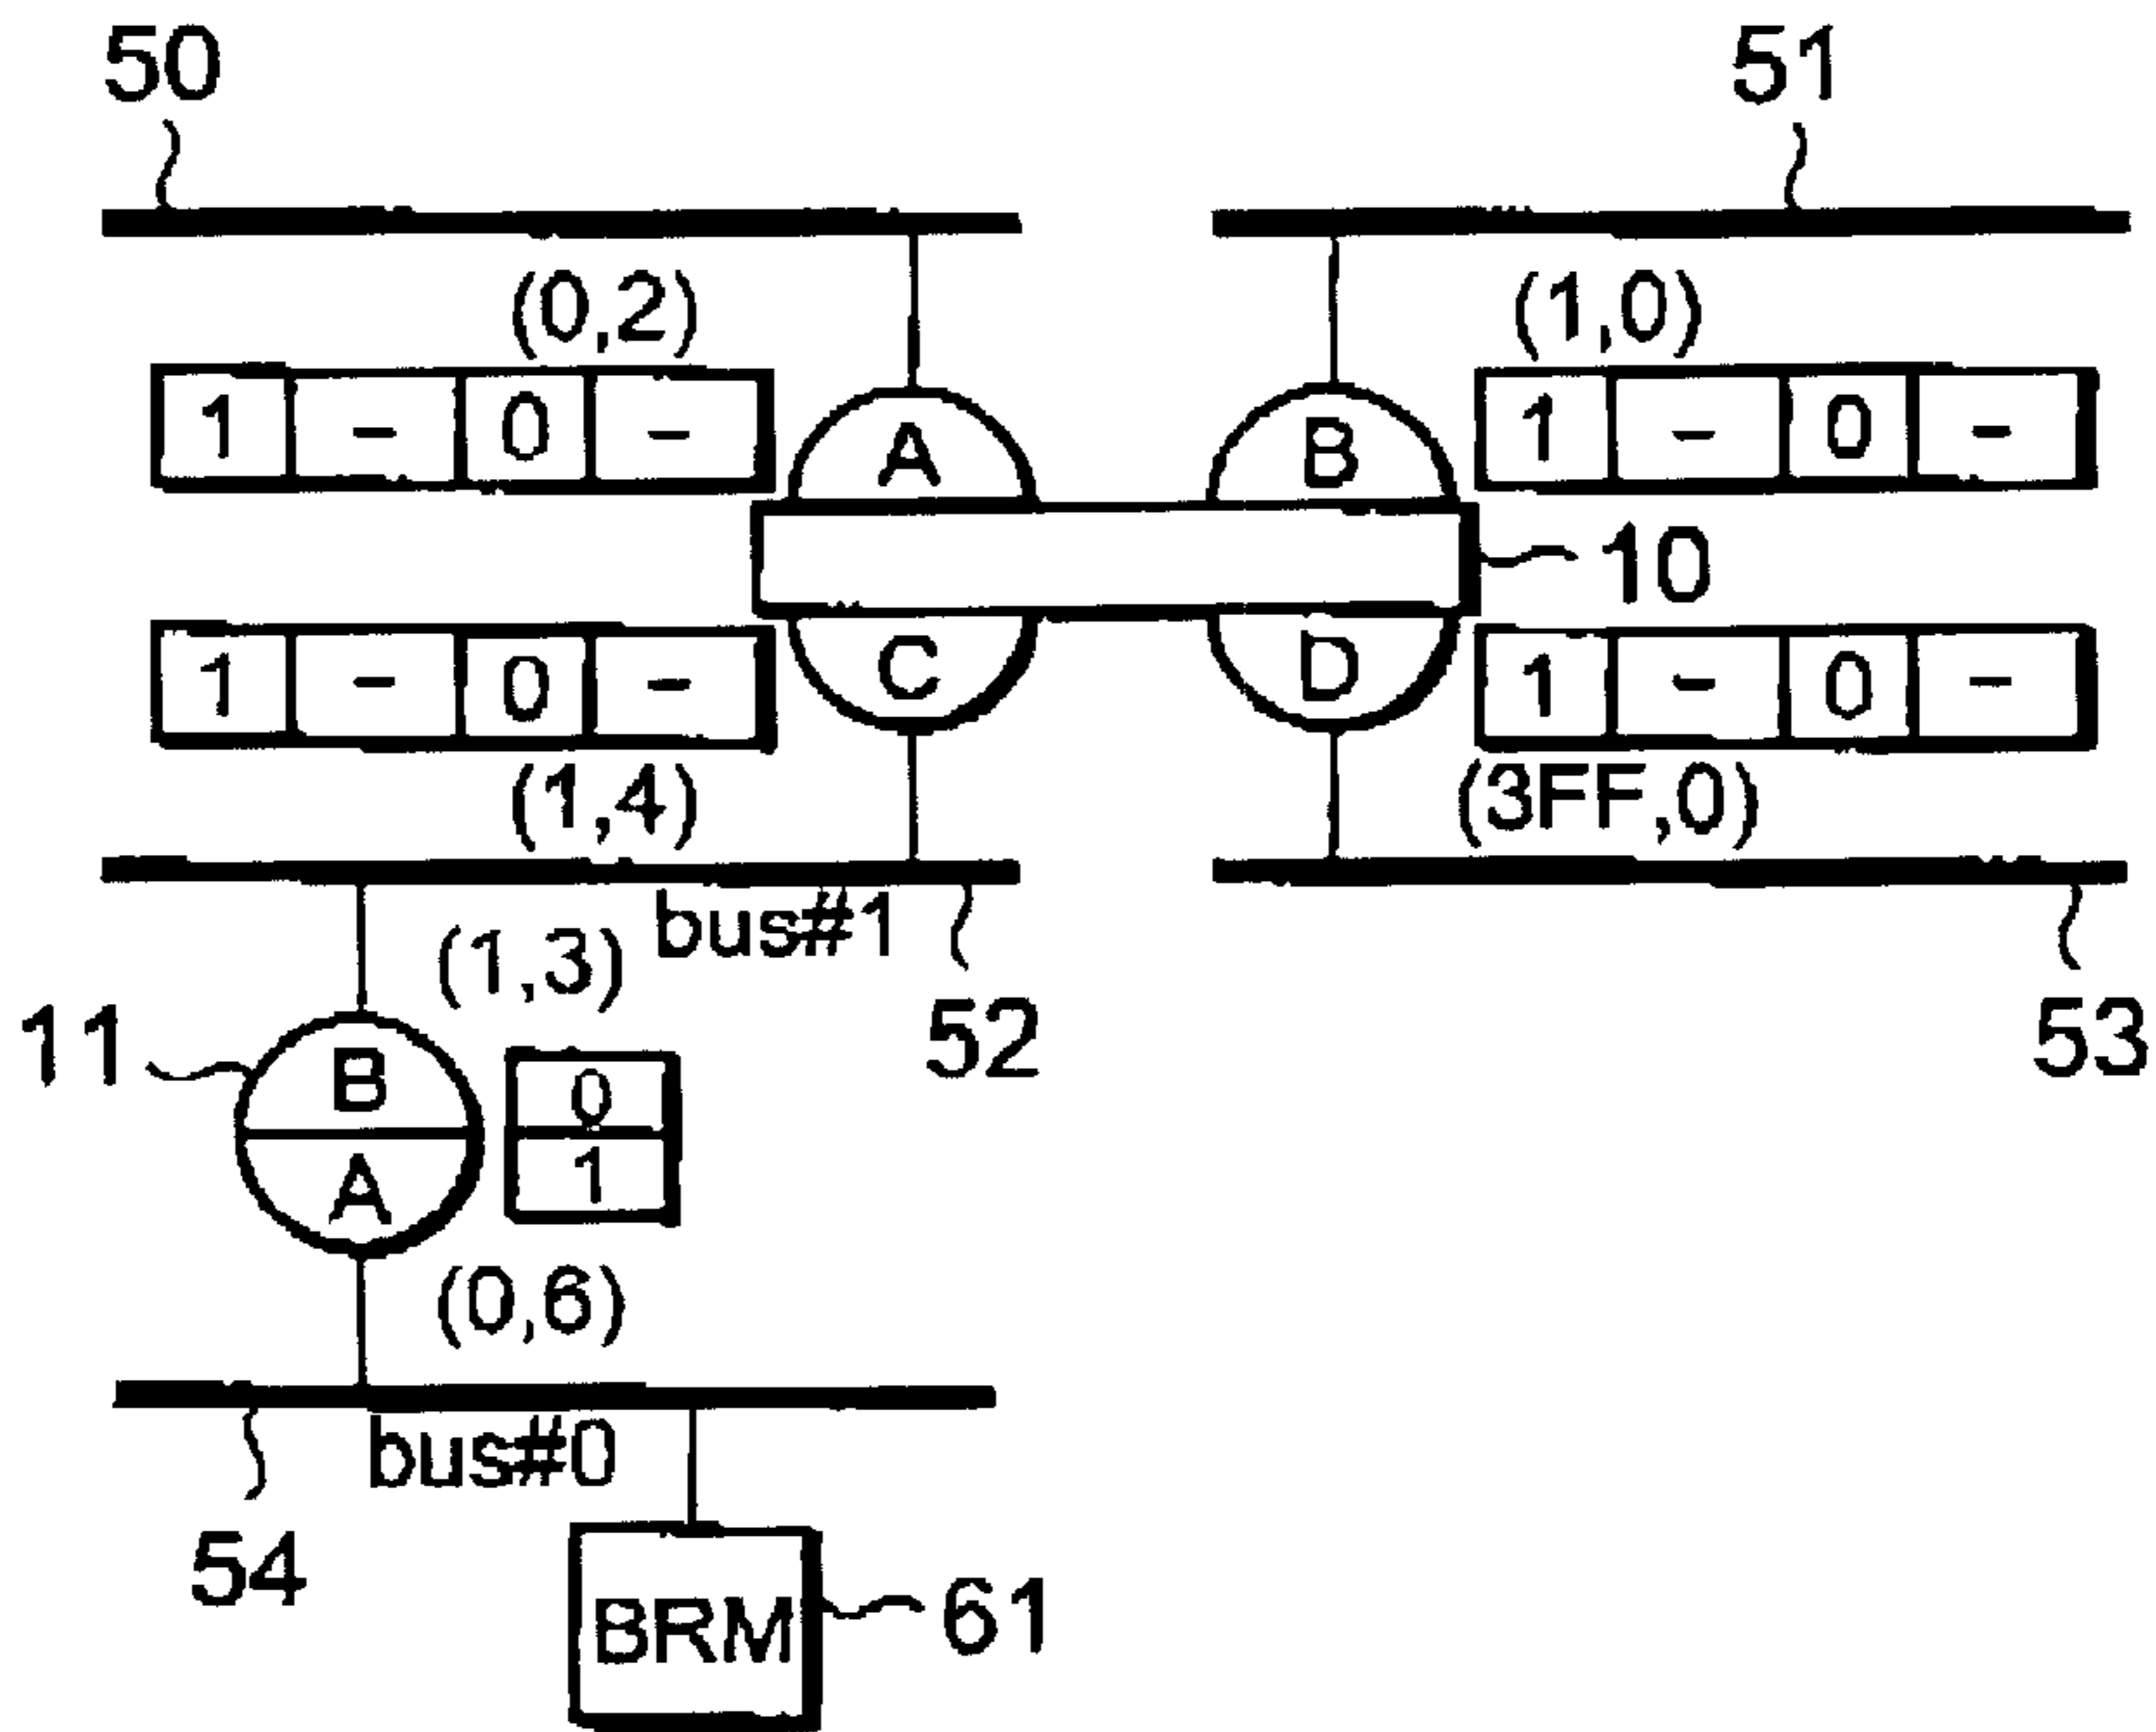 50 51
(0,2) (1,0)
1 – 0 – A B 1 – 0 –
10
1 – 0 – C D 1 – 0 –
(1,4) (3FF,0)
bus#1
(1,3)
11 52 53
B 0
A 1
(0,6)
bus#0
54
BRM 61